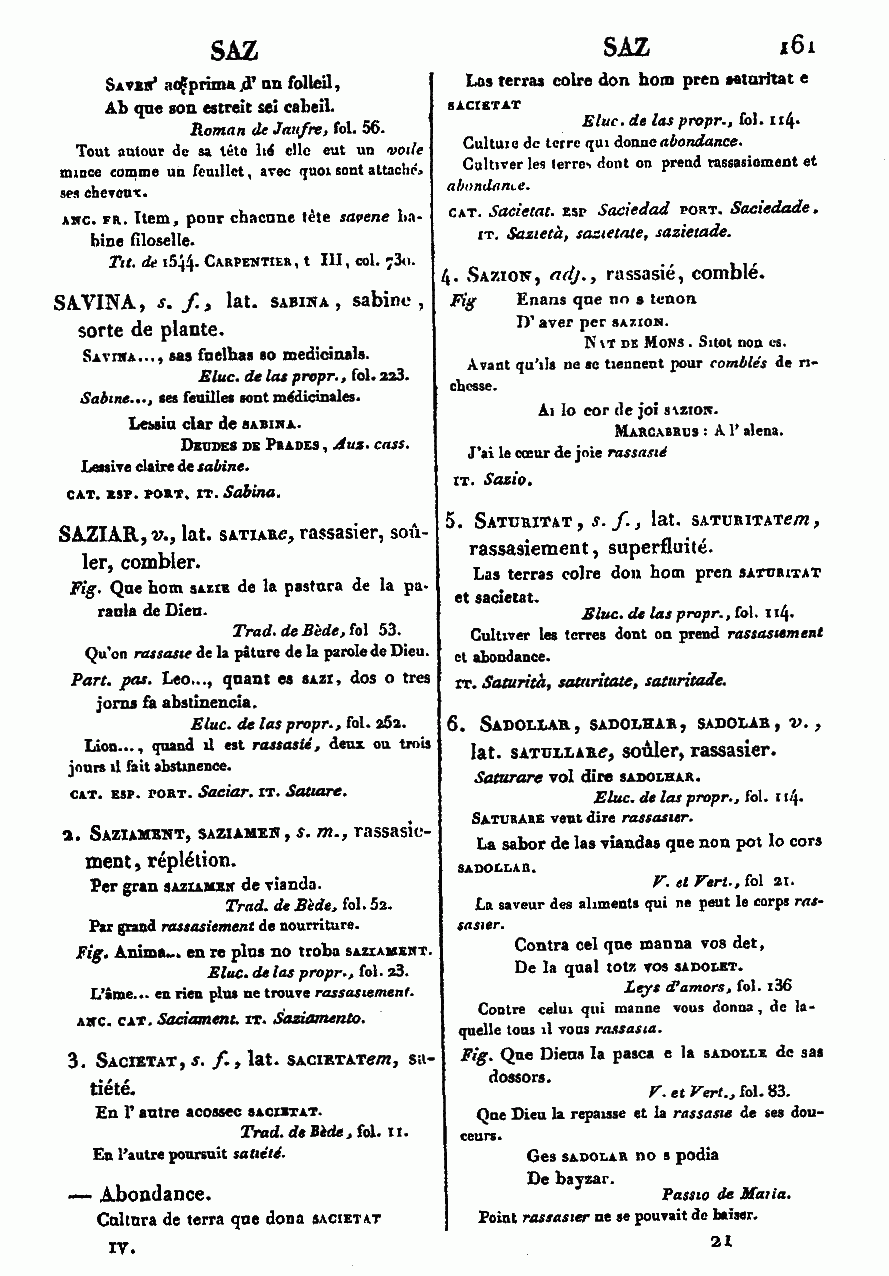 SAZ
SAZ 161
SAVEN' ac prima d' un folleil,
Ab que son estreit sei cabeil.
Roman de Jaufre, fol. 56.
Tout autour de sa tête lié elle eut un voile
mince comme un feuillet, avec quoi sont attachés
ses cheveux.
ANC. FR. Item, pour chacune tête savene ba-
bine filoselle.
Tit. de 1544. CARPENTIER, t III, col. 730.
SAVINA, s. f., lat. SABINA, sabine,
sorte de plante.
SAVINA..., sas fuelhas so medicinals.
Eluc. de las propr., fol. 223.
Sabine..., ses feuilles sont médicinales.
Lessiu clar de SABINA.
DEUDES DE PRADES, Auz. cass.
Lessive claire de sabine.
CAT. ESP. PORT. IT. Sabina.
SAZIAR, v., lat. SATIARe, rassasier, soû-
ler, combler.
Fig. Que hom SAZIE de la pastura de la pa-
raula de Dieu.
Trad. de Bède, fol 53.
Qu'on rassasie de la pâture de la parole de Dieu.
Part. pas. Leo..., quant es SAZI, dos o tres
jorns fa abstinencia.
Eluc. de las propr., fol. 252.
Lion..., quand il est rassasié, deux ou trois
jours il fait abstinence.
CAT. ESP. PORT. Saciar. IT. Satiare.
2. SAZIAMENT, SAZIAMEN, s. m., rassasie-
ment, réplétion.
Per gran SAZIAMEN de vianda.
Trad. de Bède, fol. 52.
Par grand rassasiement de nourriture.
Fig. Anima... en re plus no troba SAZIAMENT.
Eluc. de las propr., fol. 23.
L'âme... en rien plus ne trouve rassasiement.
ANC. CAT. Saciament. IT. Saziamento.
3. SACIETAT, s. f., lat. SACIETATem, sa-
tiété.
En l' autre acossec SACIETAT.
Trad. de Bède, fol. 11.
En l'autre poursuit satiété.
— Abondance.
Cultura de terra que dona SACIETAT
IV.
Las terras colre don hom pren saturitat e
SACIETAT
Eluc. de las propr., fol. 114.
Culture de terre qui donne abondance.
Cultiver les terres dont on prend rassasiement et
abondance.
CAT. Sacietat. ESP Saciedad PORT. Saciedade.
IT. Sazietà, sazietate, sazietade.
4. SAZION, adj., rassasié, comblé.
Fig Enans que no s tenon
D' aver per SAZION.
NAT DE MONS. Sitot non es.
Avant qu'ils ne se tiennent pour comblés de ri-
chesse.
Ai lo cor de joi SAZION.
MARCABRUS : A l' alena.
J'ai le cœur de joie rassasié
IT. Sazio.
5. SATURITAT, s. f., lat. SATURITATem,
rassasiement, superfluité.
Las terras colre don hom pren SATURITAT
et sacietat.
Eluc. de las propr., fol. 114.
Cultiver les terres dont on prend rassasiement
et abondance.
IT. Saturità, saturitate, saturitade.
6. SADOLLAR, SADOLHAR, SADOLAR, v.,
lat. SATULLARe, soûler, rassasier.
Saturare vol dire SADOLHAR.
Eluc. de las propr., fol. 114.
SATURARE veut dire rassasier.
La sabor de las viandas que non pot lo cors
SADOLLAR.
V. et Vert., fol 21.
La saveur des aliments qui ne peut le corps ras-
sasier.
Contra cel que manna vos det,
De la qual totz vos SADOLET.
Leys d'amors, fol. 136
Contre celui qui manne vous donna, de la-
quelle tous il vous rassasia.
Fig. Que Dieus la pasca e la SADOLLE de sas
dossors.
V. et Vert., fol. 83.
Que Dieu la repaisse et la rassasie de ses dou-
ceurs.
Ges SADOLAR no s podia
De bayzar.
Passio de Maria.
Point rassasier ne se pouvait de baiser.
21